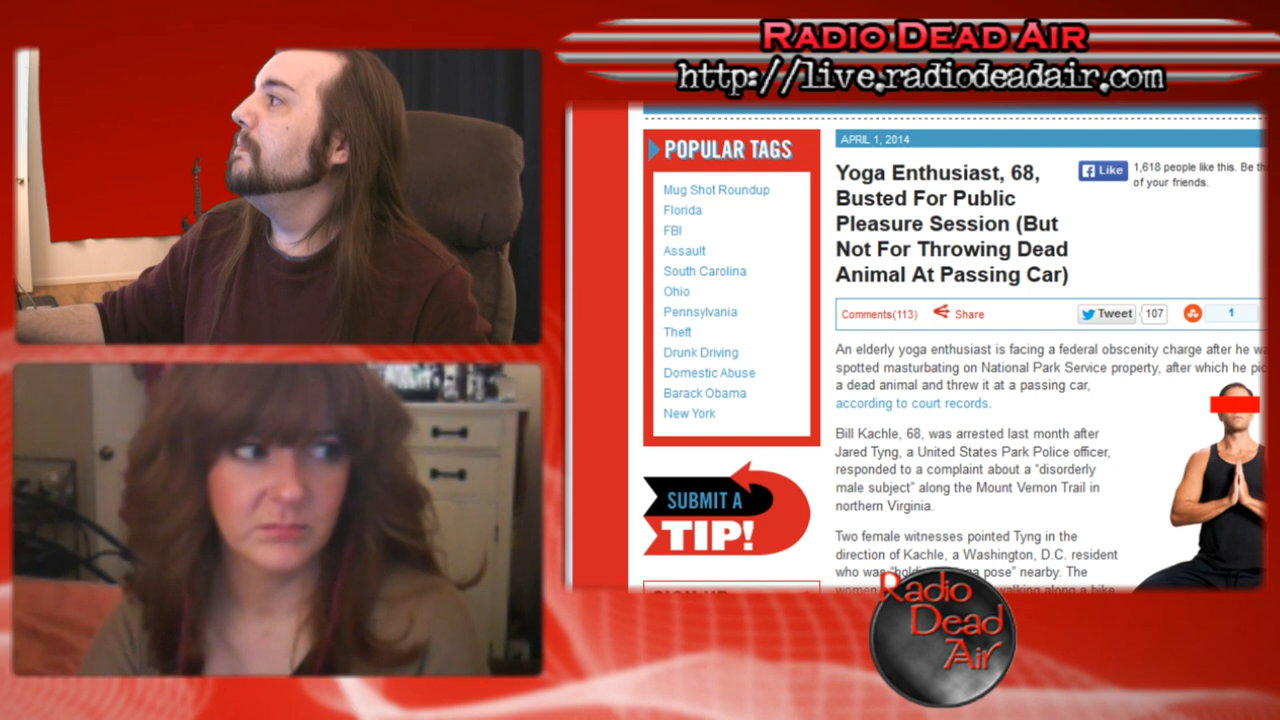 RADIO DEAD AIR
http://live.radiodeadair.com
POPULAR TAGS
Mug Shot Roundup
Florida
FBI
Assault
South Carolina
Ohio
Pennsylvania
Theft
Drunk Driving
Domestic Abuse
Barack Obama
New York
SUBMIT A
TIP!
APRIL 1, 2014
Yoga Enthusiast, 68,
Busted For Public
Pleasure Session (But
Not For Throwing Dead
Animal At Passing Car)
Like
1,618 people like this. Be
of your friends.
Comments(113)
Share
Tweet
107
1
An elderly yoga enthusiast is facing a federal obscenity charge after he
spotted masturbating on National Park Service property, after which he
a dead animal and threw it at a passing car,
according to court records.
Bill Kachle, 68, was arrested last month after
Jared Tyng, a United States Park Police officer,
responded to a complaint about a "disorderly
male subject" along the Mount Vernon Trail in
northern Virginia.
Two female witnesses pointed Tyng in the
direction of Kachle, a Washington, D.C. resident
who was pose" nearby. The
Radio
Dead
Air